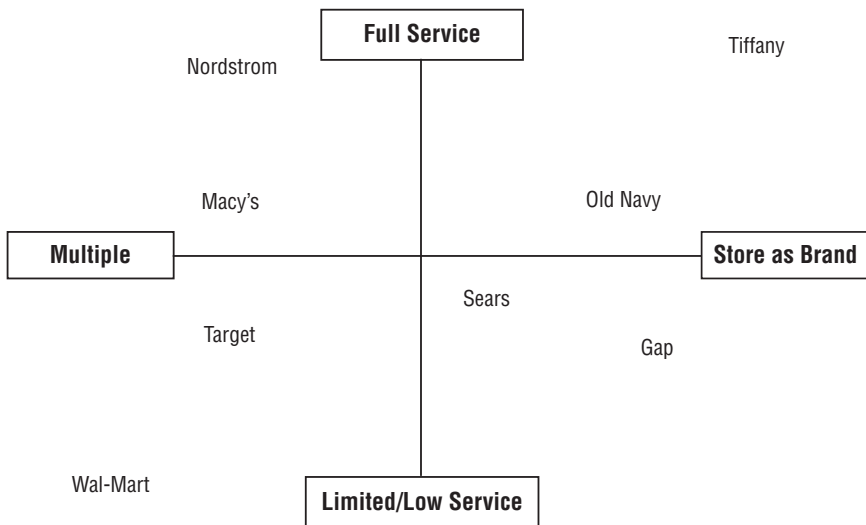 Full Service
Tiffany
Nordstrom
Macy's
Old Navy
Multiple
Store as Brand
Sears
Target
Gap
Wal-Mart
Limited/Low Service